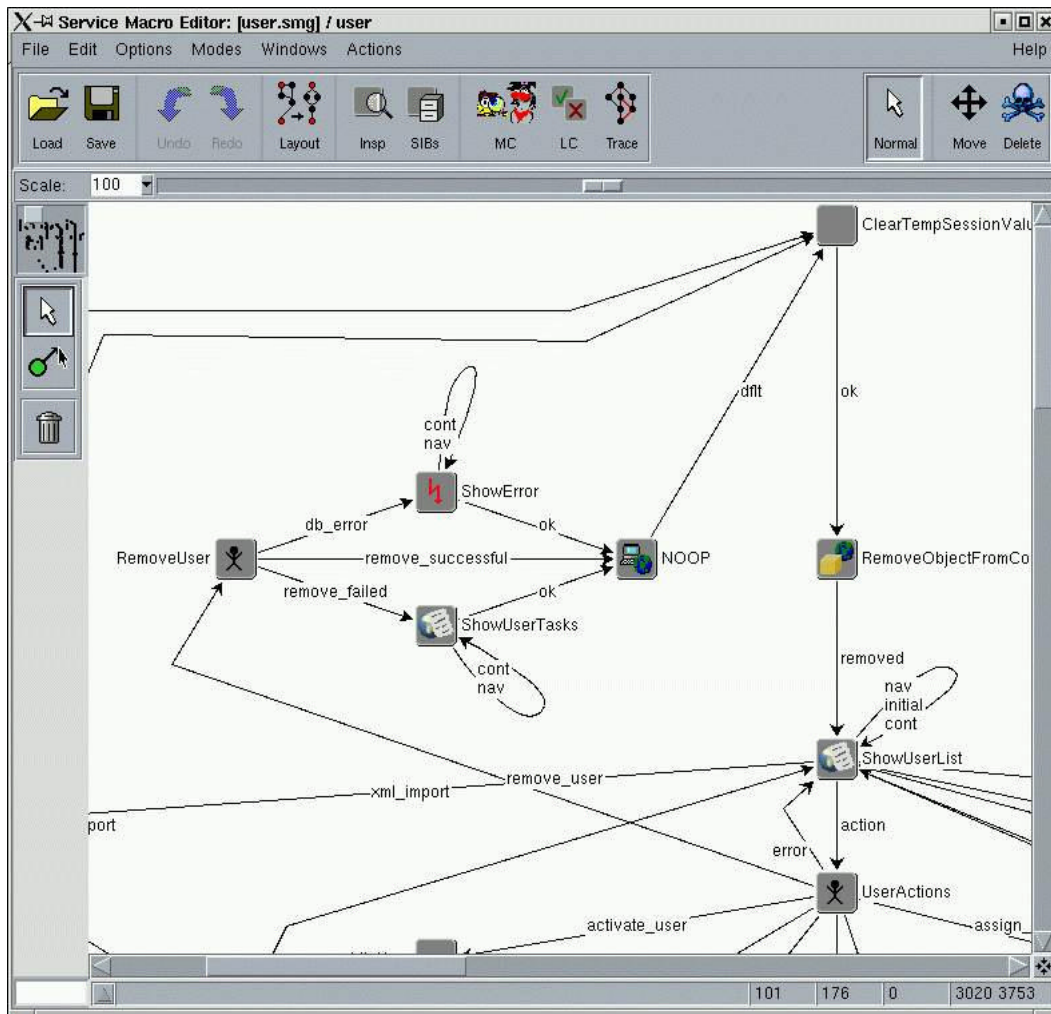 Service Macro Editor: [user.smg] / user
File Edit Options Modes Windows Actions Help
Load Save Undo Redo Layout Insp SIBs MC LC Trace Normal Move Delete
Scale: 100
ClearTempSessionValu
dflt
ok
cont
nav
ShowError
db_error
ok
RemoveUser
remove_successful
NOOP
RemoveObjectFromCo
remove_failed
ok
ShowUserTasks
cont
nav
removed
nav
initial
cont
ShowUserList
remove_user
xml_import
port
action
error
UserActions
activate_user
assign_
101 176 0 3020 3753